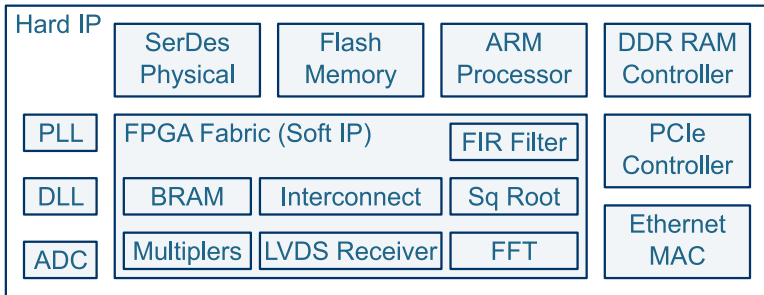 Hard IP
SerDes
Physical
Flash
Memory
ARM
Processor
DDR RAM
Controller
PLL
FPGA Fabric (Soft IP)
FIR Filter
PCIe
Controller
DLL
BRAM
Interconnect
Sq Root
ADC
Multiplers
LVDS Receiver
FFT
Ethernet
MAC